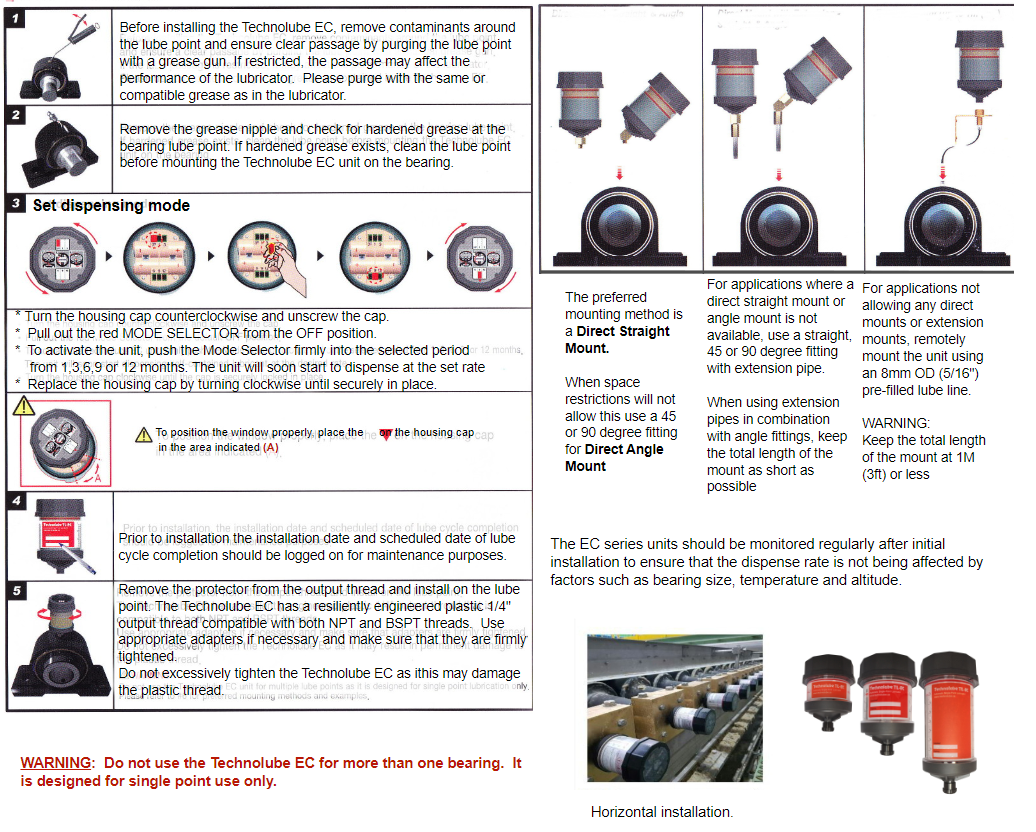 1
Before installing the Technolube EC, remove contaminants around
the lube point and ensure clear passage by purging the lube point
with a grease gun. If restricted, the passage may affect the
performance of the lubricator. Please purge with the same or
compatible grease as in the lubricator.
2
Remove the grease nipple and check for hardened grease at the
bearing lube point. If hardened grease exists, clean the lube point
before mounting the Technolube EC unit on the bearing.
3 Set dispensing mode
* Turn the housing cap counterclockwise and unscrew the cap.
* Pull out the red MODE SELECTOR from the OFF position.
* To activate the unit, push the Mode Selector firmly into the selected period
from 1,3,6,9 or 12 months. The unit will soon start to dispense at the set rate
* Replace the housing cap by turning clockwise until securely in place.
A
To position the window properly, place the on the housing cap
in the area indicated (A)
4
Prior to installation the installation date and scheduled date of lube
cycle completion should be logged on for maintenance purposes.
5
Remove the protector from the output thread and install on the lube
point. The Technolube EC has a resiliently engineered plastic 1/4"
output thread compatible with both NPT and BSPT threads. Use
appropriate adapters if necessary and make sure that they are firmly
tightened.
Do not excessively tighten the Technolube EC as ithis may damage
the plastic thread.
WARNING: Do not use the Technolube EC for more than one bearing. It
is designed for single point use only.
The preferred
mounting method is
a Direct Straight
Mount.
When space
restrictions will not
allow this use a 45
or 90 degree fitting
for Direct Angle
Mount
For applications where a
direct straight mount or
angle mount is not
available, use a straight,
45 or 90 degree fitting
with extension pipe.
When using extension
pipes in combination
with angle fittings, keep
the total length of the
mount as short as
possible
For applications not
allowing any direct
mounts or extension
mounts, remotely
mount the unit using
an 8mm OD (5/16")
pre-filled lube line.
WARNING:
Keep the total length
of the mount at 1M
(3ft) or less
The EC series units should be monitored regularly after initial
installation to ensure that the dispense rate is not being affected by
factors such as bearing size, temperature and altitude.
Horizontal installation.